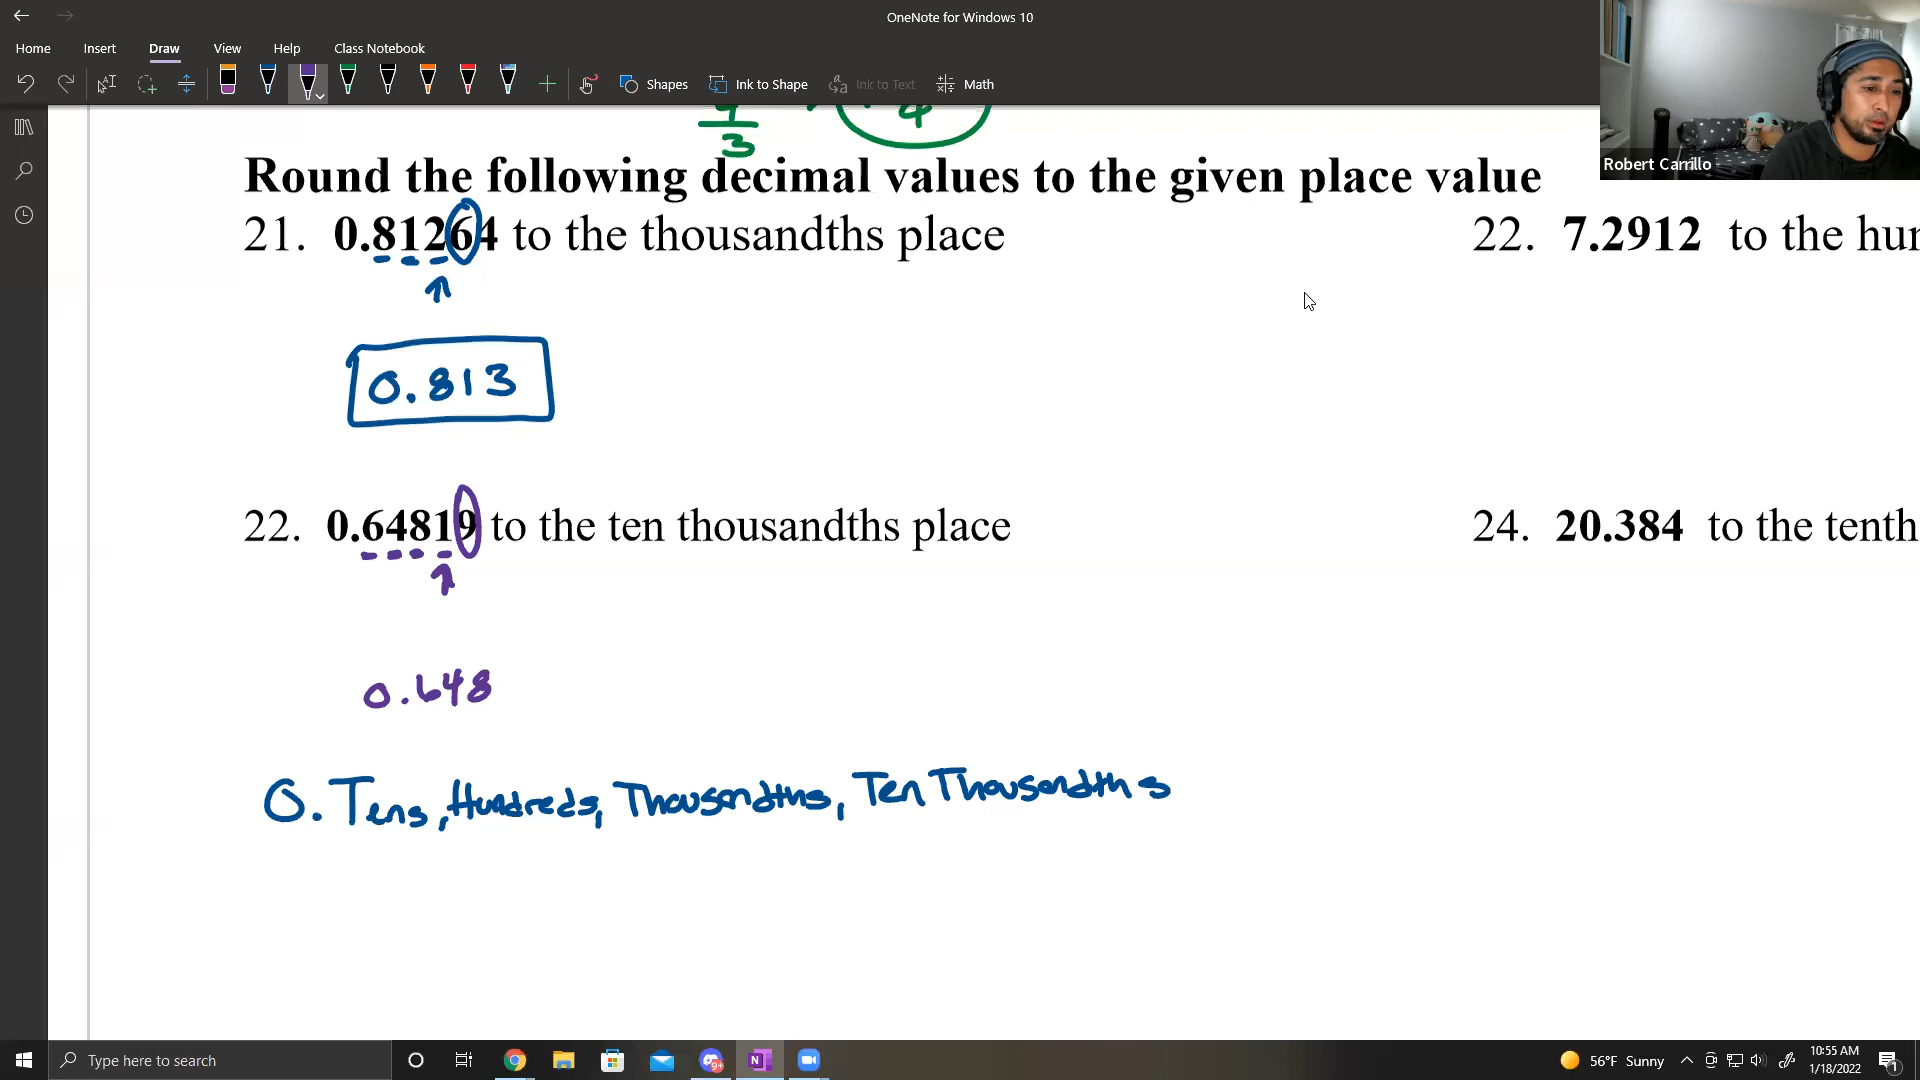 OneNote for Windows 10
Home Insert Draw View Help Class Notebook
Shapes Ink to Shape Ink to Text Math
Robert Carrillo
3 4
Round the following decimal values to the given place value
21. 0.81264 to the thousandths place
22. 7.2912 to the hun
0.813
22. 0.64819 to the ten thousandths place
24. 20.384 to the tenth
0.648
0. Tens, Hundreds, Thousandths, Ten Thousandths
Type here to search
56°F Sunny
10:55 AM
1/18/2022